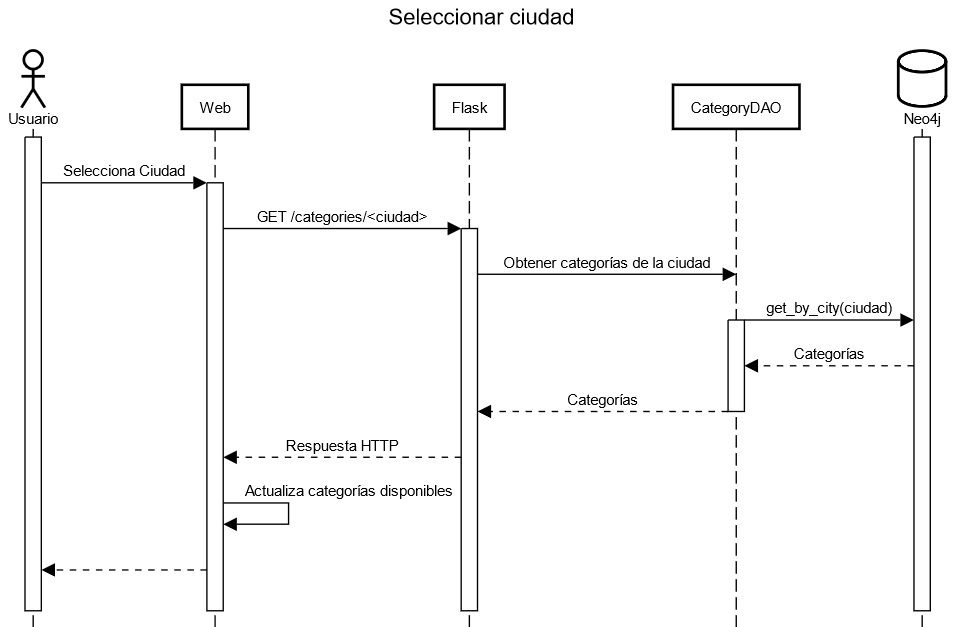 Seleccionar ciudad
Usuario
Web
Flask
CategoryDAO
Neo4j
Selecciona Ciudad
GET /categories/<ciudad>
Obtener categorías de la ciudad
get_by_city(ciudad)
Categorías
Categorías
Respuesta HTTP
Actualiza categorías disponibles